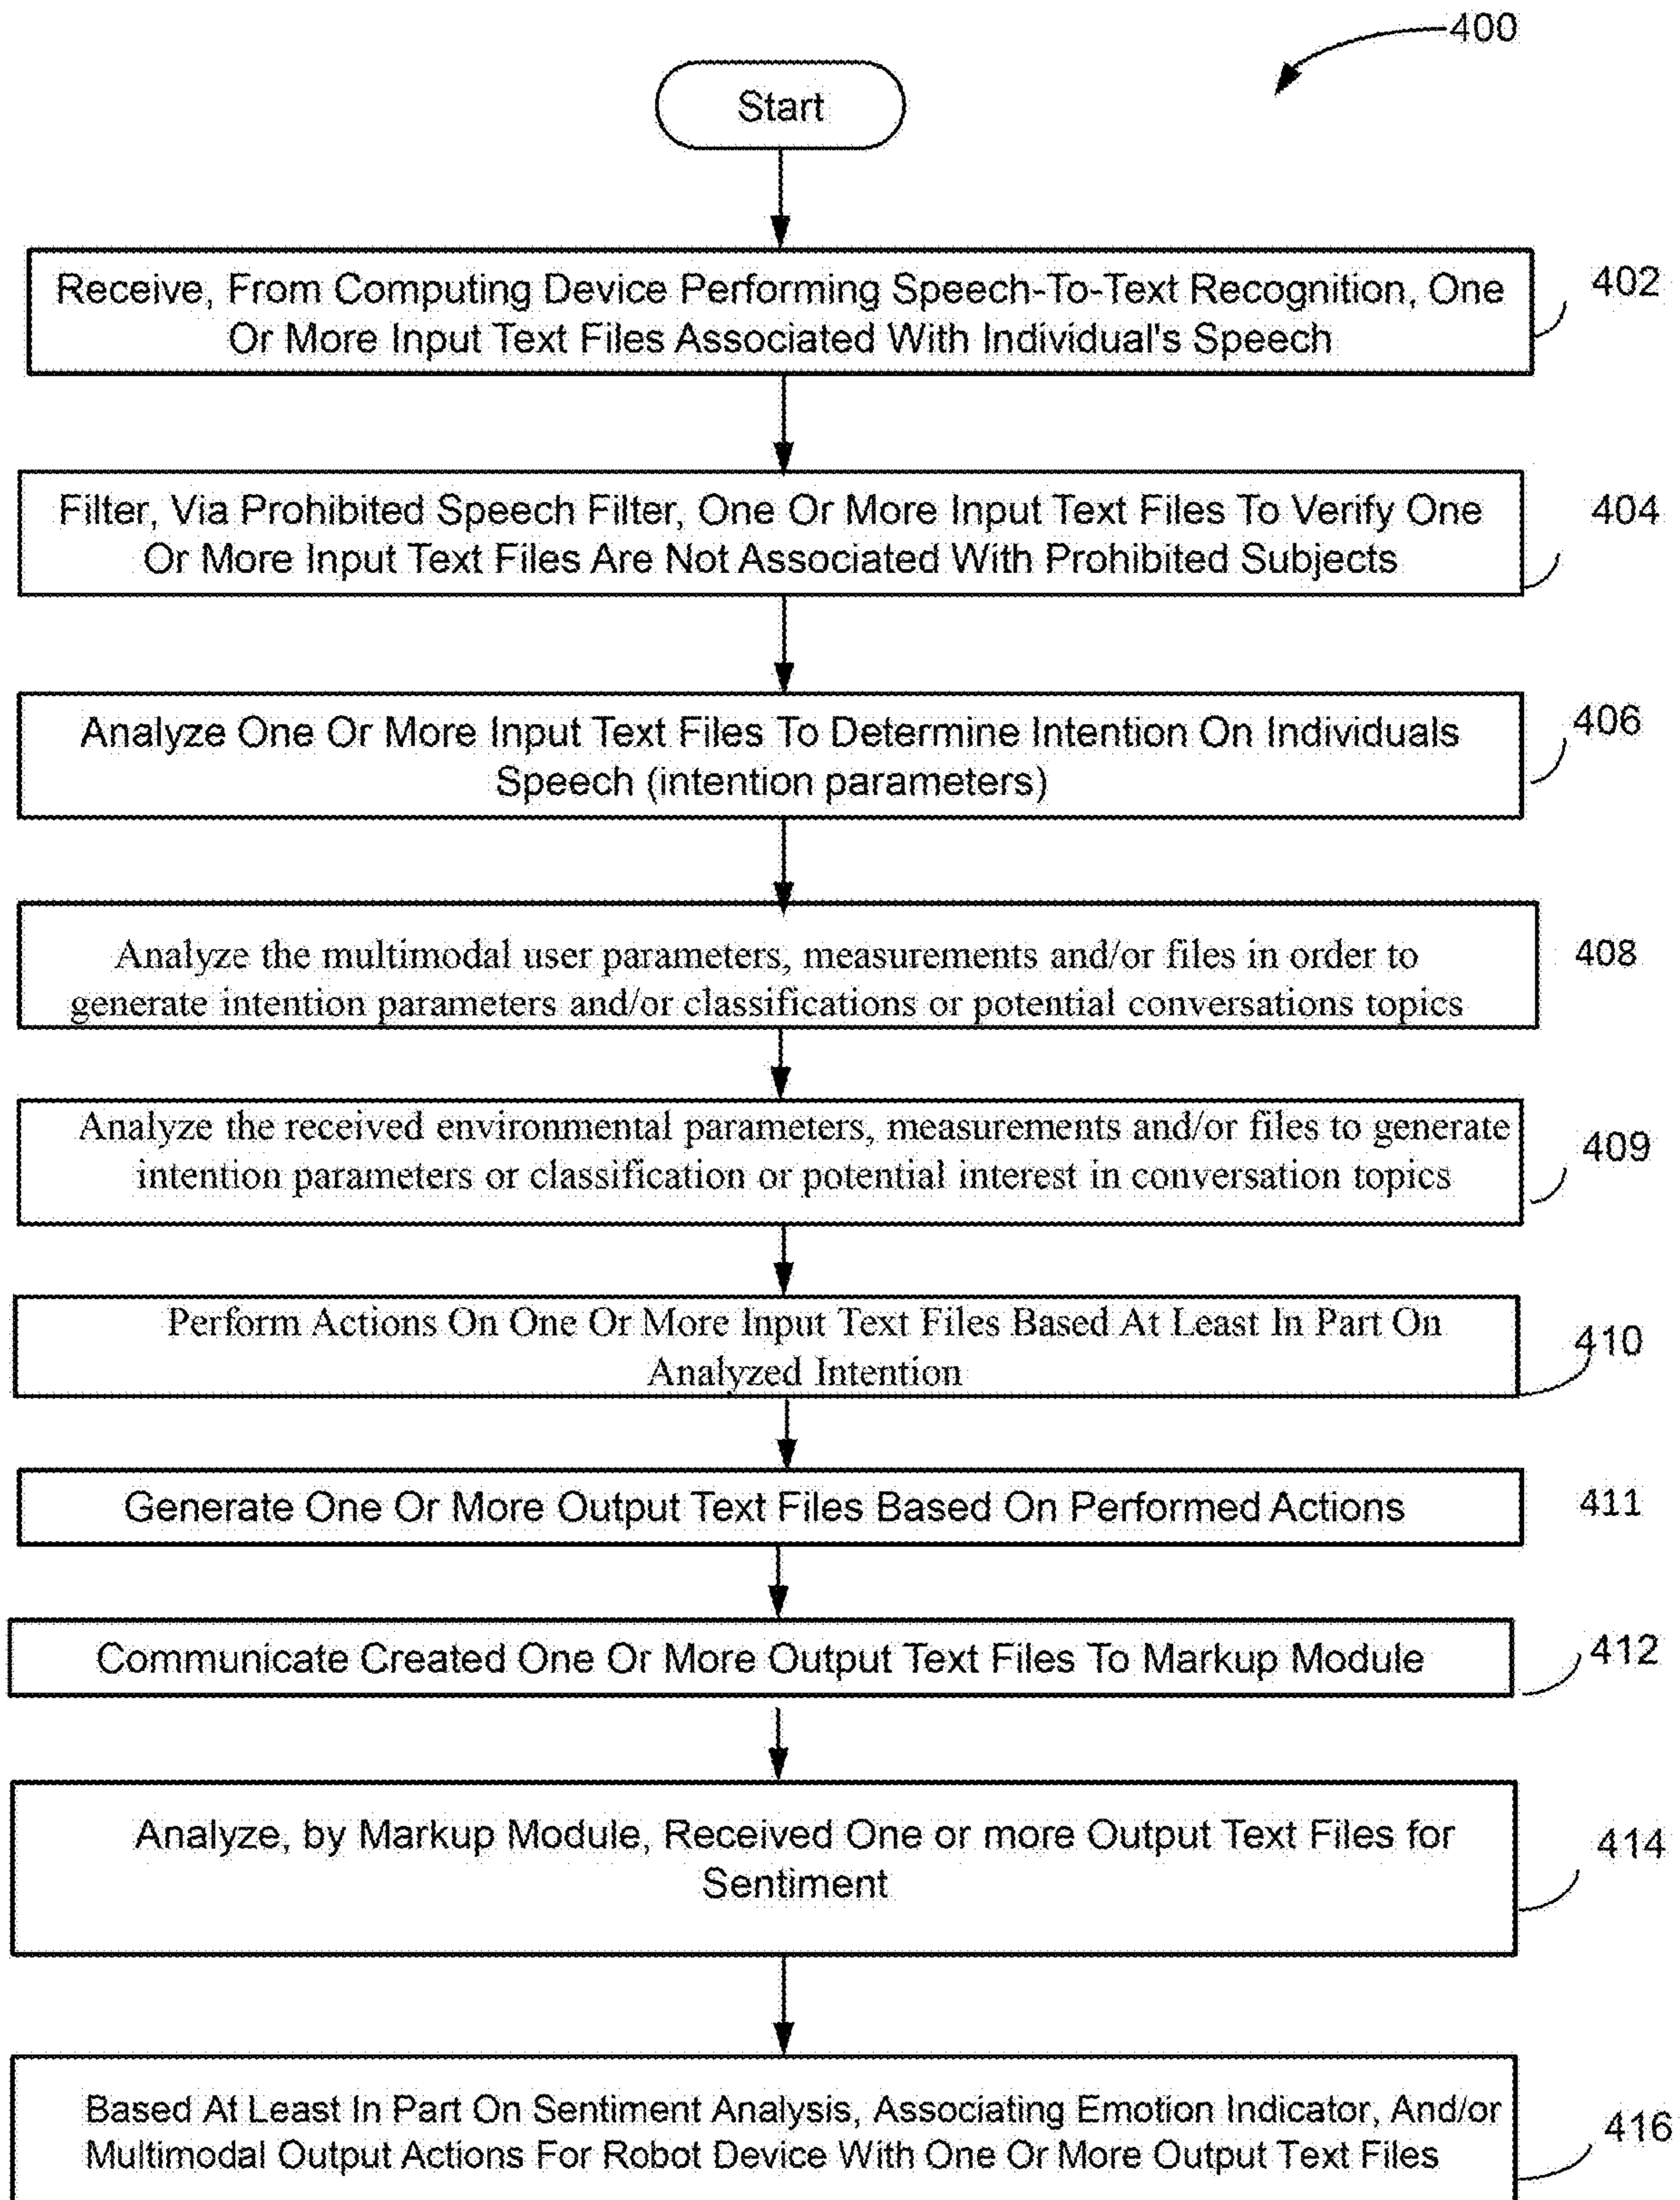 400
Start
Receive, From Computing Device Performing Speech-To-Text Recognition, One
Or More Input Text Files Associated With Individual's Speech
402
Filter, Via Prohibited Speech Filter, One Or More Input Text Files To Verify One
Or More Input Text Files Are Not Associated With Prohibited Subjects
404
Analyze One Or More Input Text Files To Determine Intention On Individuals
Speech (intention parameters)
406
Analyze the multimodal user parameters, measurements and/or files in order to
generate intention parameters and/or classifications or potential conversations topics
408
Analyze the received environmental parameters, measurements and/or files to generate
intention parameters or classification or potential interest in conversation topics
409
Perform Actions On One Or More Input Text Files Based At Least In Part On
Analyzed Intention
410
Generate One Or More Output Text Files Based On Performed Actions
411
Communicate Created One Or More Output Text Files To Markup Module
412
Analyze, by Markup Module, Received One or more Output Text Files for
Sentiment
414
Based At Least In Part On Sentiment Analysis, Associating Emotion Indicator, And/or
Multimodal Output Actions For Robot Device With One Or More Output Text Files
416